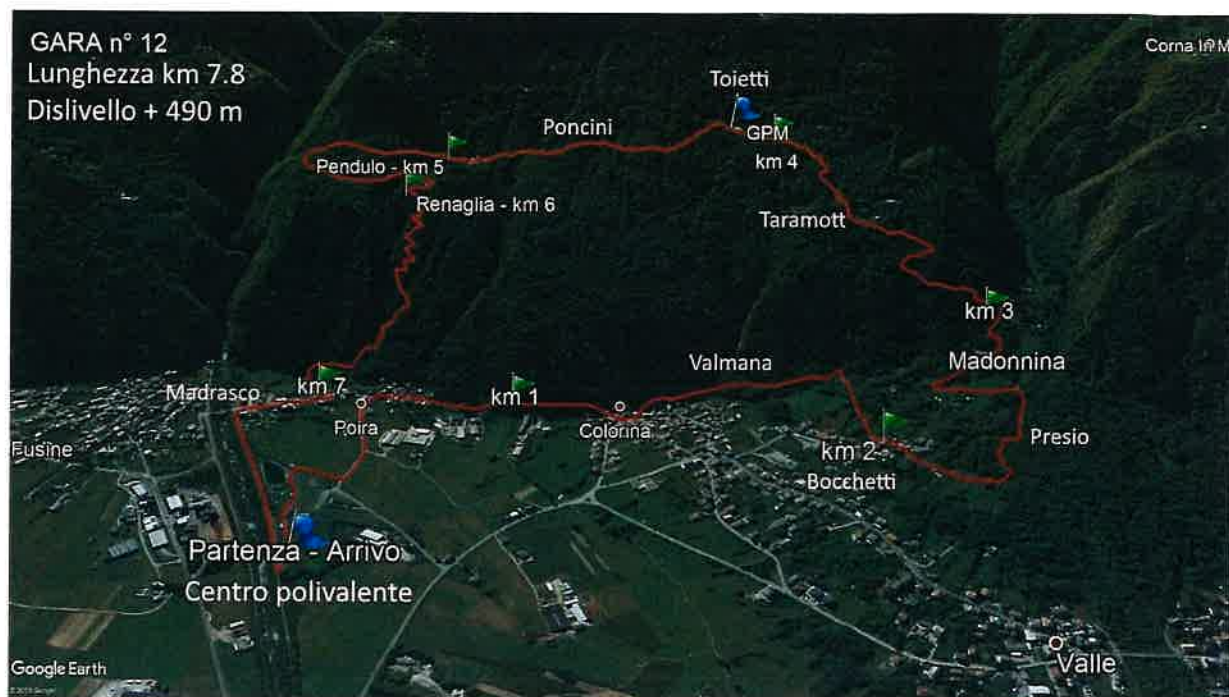 GARA n° 12
Lunghezza km 7.8
Dislivello + 490 m
Toietti
Poncini
GPM
km 4
Pendulo - km 5
Renaglia - km 6
Taramott
km 3
Valmana
Madonnina
Madrasco
km 7
km 1
Poira
Colorina
Presio
km 2
Bocchetti
Fusine
Partenza - Arrivo
Centro polivalente
Valle
Google Earth